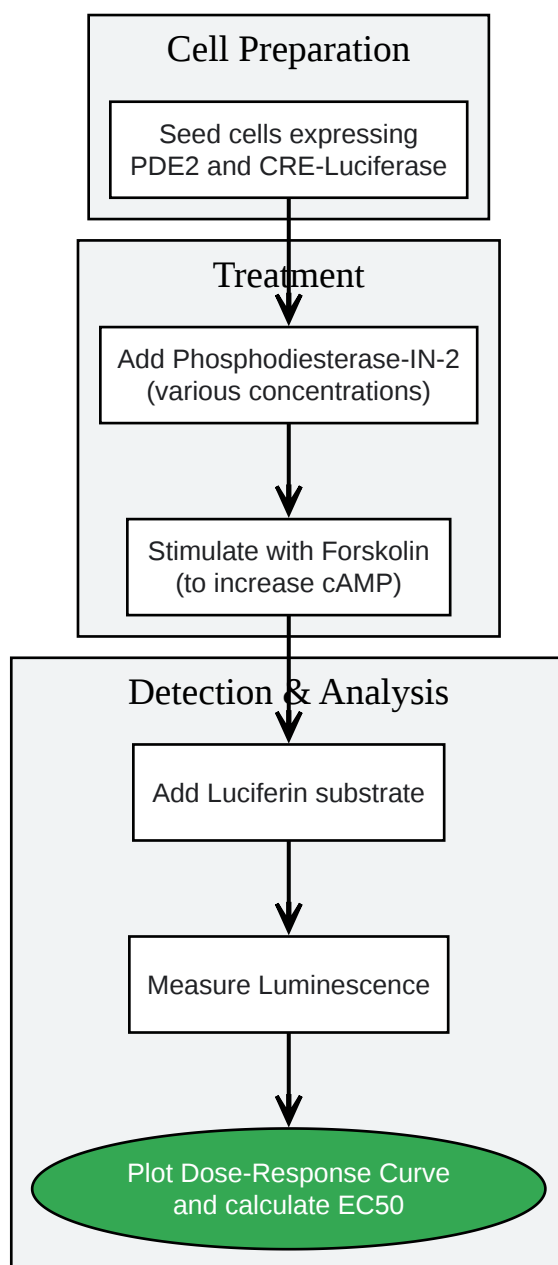 Cell Preparation
Seed cells expressing
PDE2 and CRE-Luciferase
Treatment
Add Phosphodiesterase-IN-2
(various concentrations)
Stimulate with Forskolin
(to increase cAMP)
Detection & Analysis
Add Luciferin substrate
Measure Luminescence
Plot Dose-Response Curve
and calculate EC50